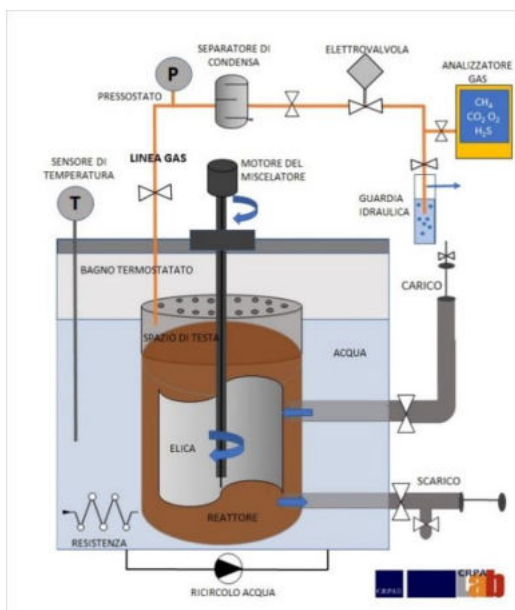 SEPARATORE DI
CONDENSA
ELETTROVALVOLA
ANALIZZATORE
GAS
P
PRESSOSTATO
CH4
CO2 O2
H2S
LINEA GAS
SENSORE DI
TEMPERATURA
MOTORE DEL
MISCELATORE
T
GUARDIA
IDRAULICA
BAGNO TERMOSTATATO
CARICO
SPAZIO DI TESTA
ACQUA
ELICA
SCARICO
REATTORE
RESISTENZA
RICIRCOLO ACQUA
C.R.P.A.
lab